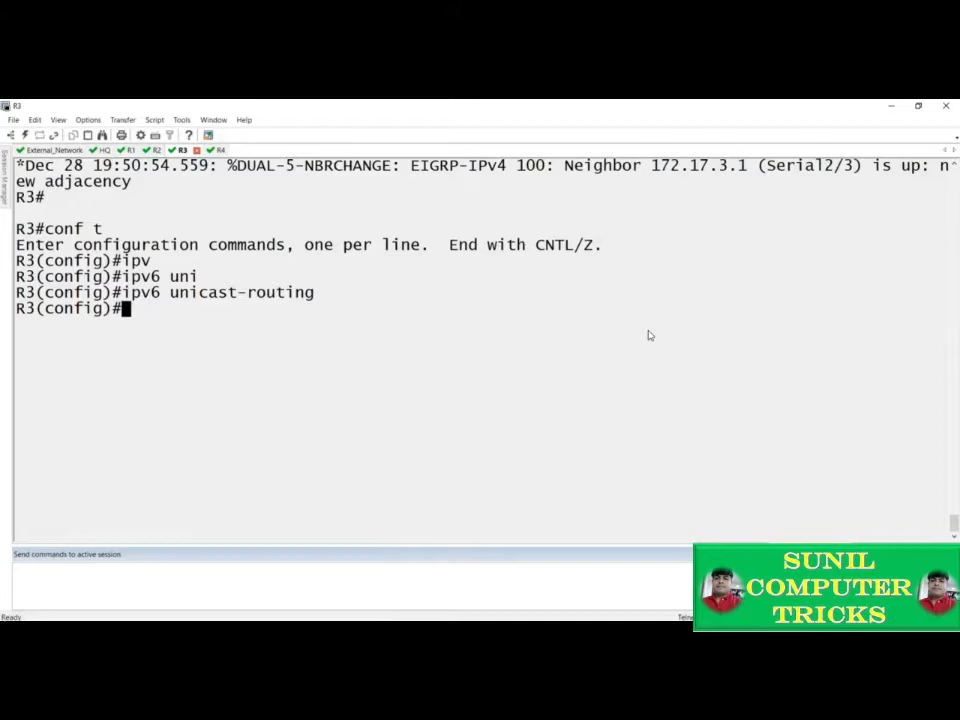 R3
File Edit View Options Transfer Script Tools Window Help
External_Network HQ R1 R2 R3 R4
Session Manager
*Dec 28 19:50:54.559: %DUAL-5-NBRCHANGE: EIGRP-IPv4 100: Neighbor 172.17.3.1 (Serial2/3) is up: n
ew adjacency
R3#
R3#conf t
Enter configuration commands, one per line.  End with CNTL/Z.
R3(config)#ipv
R3(config)#ipv6 uni
R3(config)#ipv6 unicast-routing
R3(config)#
Send commands to active session
SUNIL
COMPUTER
TRICKS
Ready